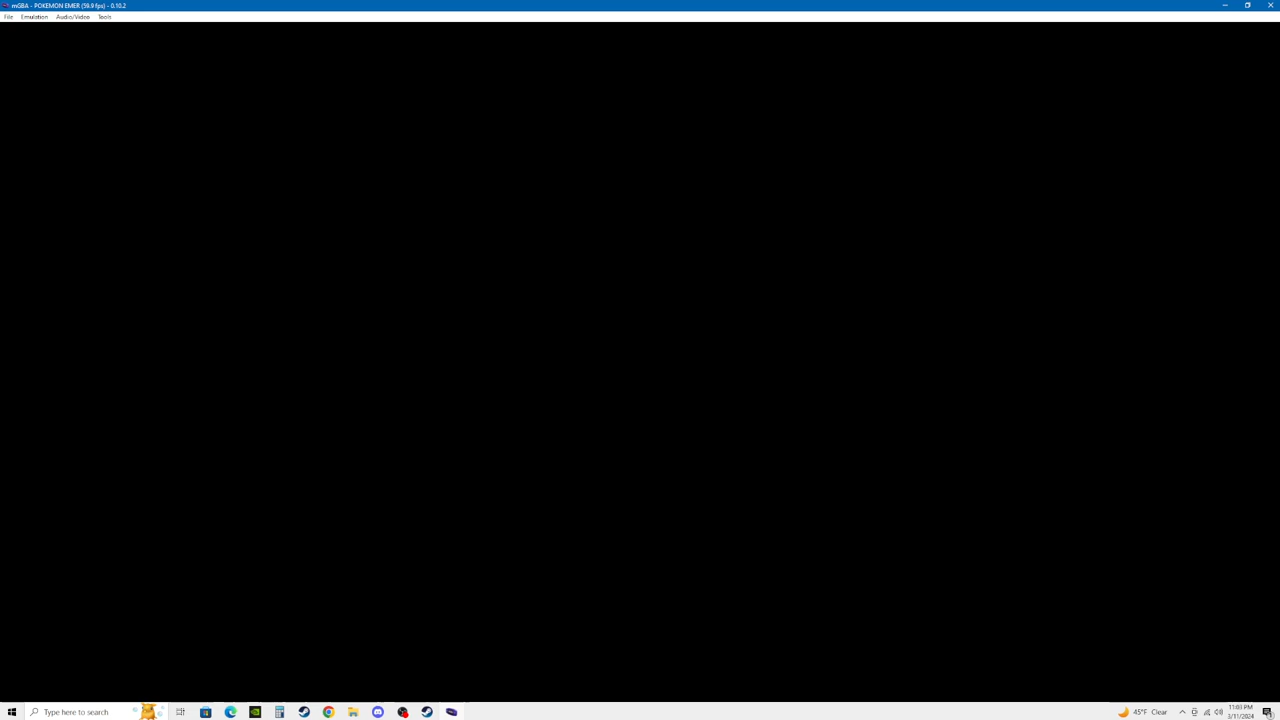 mGBA - POKEMON EMER (59.9 fps) - 0.10.2
File Emulation Audio/Video Tools
Type here to search
45°F Clear
11:03 PM
3/11/2024